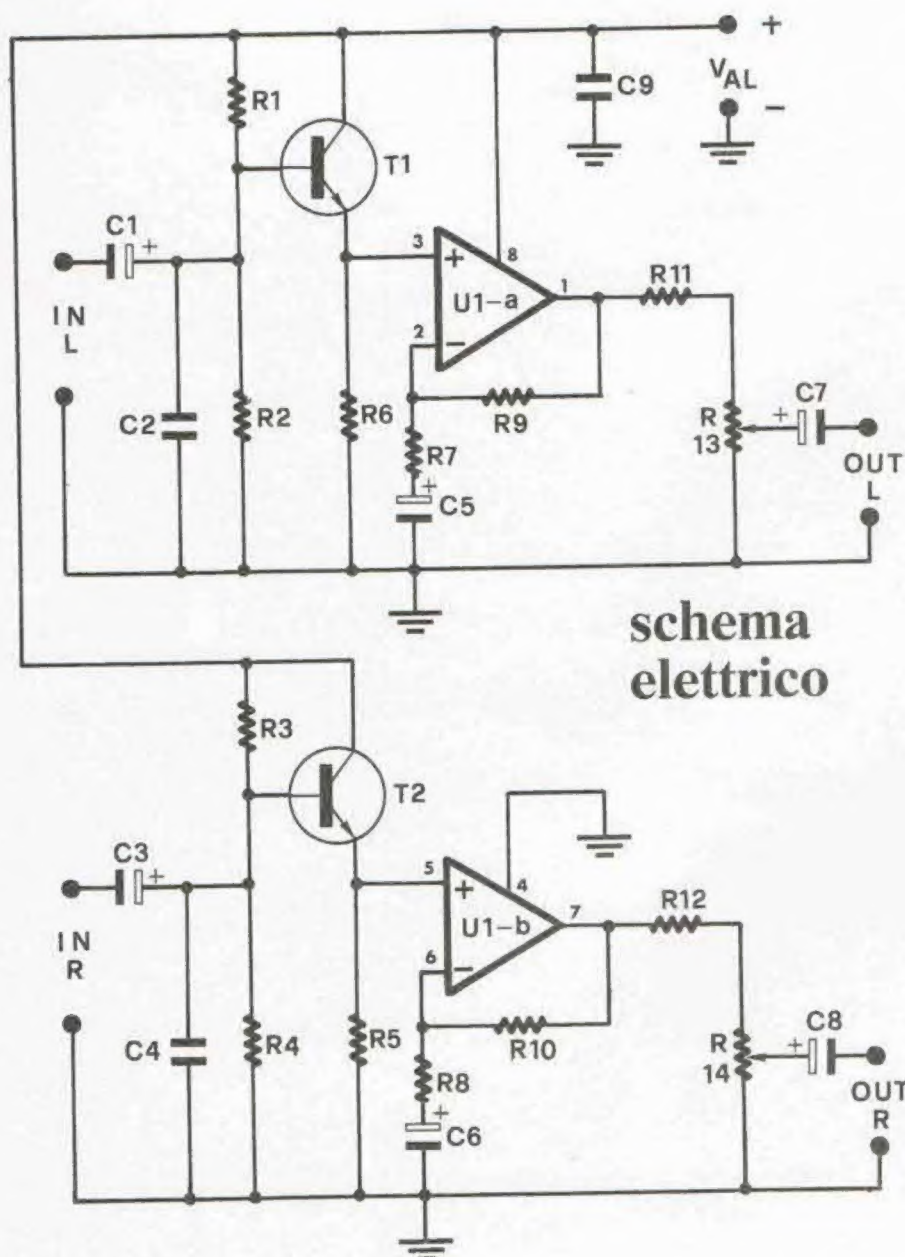 +
R1
C9
V AL
−
T1
C1
+
3
+
8
U1-a
1
R11
IN
L
2
−
C2
R2
R6
R9
R
13
+
C7
R7
+
C5
OUT
L
schema
elettrico
R3
T2
C3
+
5
+
4
U1-b
7
R12
IN
R
6
−
C4
R4
R5
R10
R
14
+
C8
R8
+
C6
OUT
R